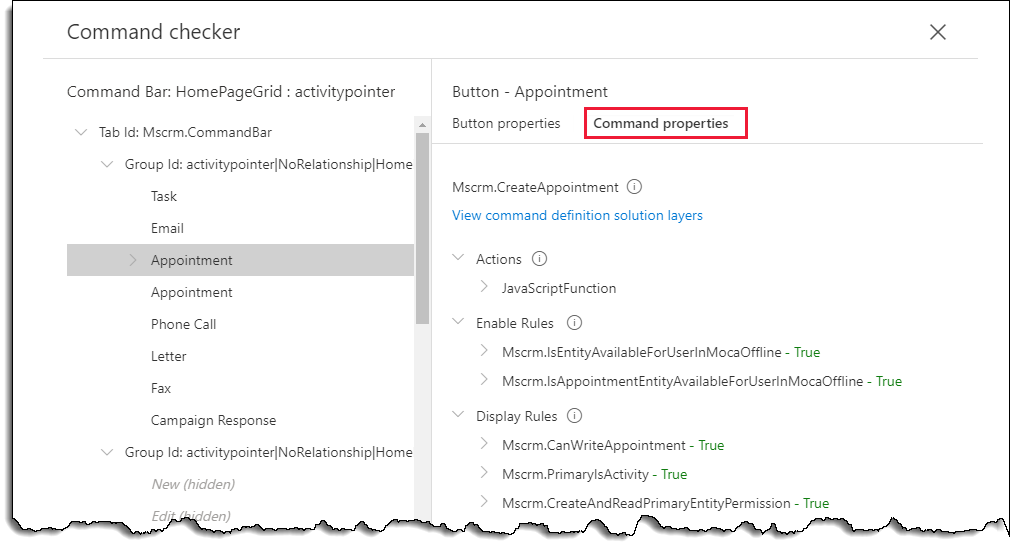 Command checker
Command Bar: HomePageGrid : activitypointer
Tab Id: Mscrm.CommandBar
Group Id: activitypointer|NoRelationship|Home
Task
Email
Appointment
Appointment
Phone Call
Letter
Fax
Campaign Response
Group Id: activitypointer|NoRelationship|Home
New (hidden)
Edit (hidden)
Button - Appointment
Button properties
Command properties
Mscrm.CreateAppointment
View command definition solution layers
Actions
JavaScriptFunction
Enable Rules
Mscrm.IsEntityAvailableForUserInMocaOffline - True
Mscrm.IsAppointmentEntityAvailableForUserInMocaOffline - True
Display Rules
Mscrm.CanWriteAppointment - True
Mscrm.PrimaryIsActivity - True
Mscrm.CreateAndReadPrimaryEntityPermission - True